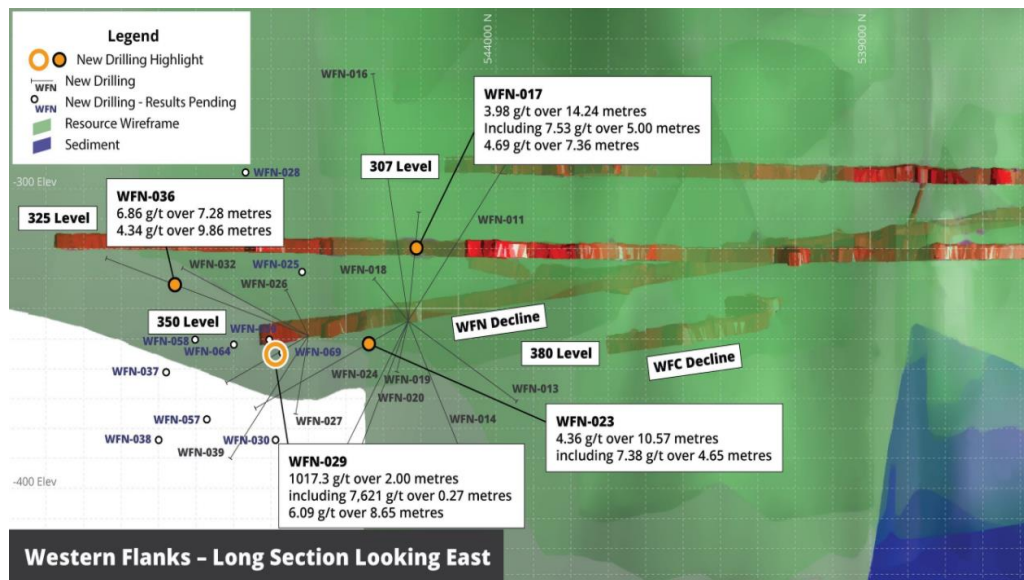 Legend
New Drilling Highlight
WFN New Drilling
WFN New Drilling - Results Pending
Resource Wireframe
Sediment
544000 N
539000 N
WFN-016
WFN-017
3.98 g/t over 14.24 metres
Including 7.53 g/t over 5.00 metres
4.69 g/t over 7.36 metres
307 Level
-300 Elev
WFN-028
WFN-036
6.86 g/t over 7.28 metres
4.34 g/t over 9.86 metres
325 Level
WFN-011
WFN-032
WFN-025
WFN-018
WFN-026
350 Level
WFN Decline
WFN-058
WFN-064
WFN-069
380 Level
WFC Decline
WFN-037
WFN-024
WFN-019
WFN-013
WFN-020
WFN-057
WFN-027
WFN-014
WFN-038
WFN-030
WFN-039
WFN-023
4.36 g/t over 10.57 metres
including 7.38 g/t over 4.65 metres
WFN-029
1017.3 g/t over 2.00 metres
including 7,621 g/t over 0.27 metres
6.09 g/t over 8.65 metres
-400 Elev
Western Flanks – Long Section Looking East